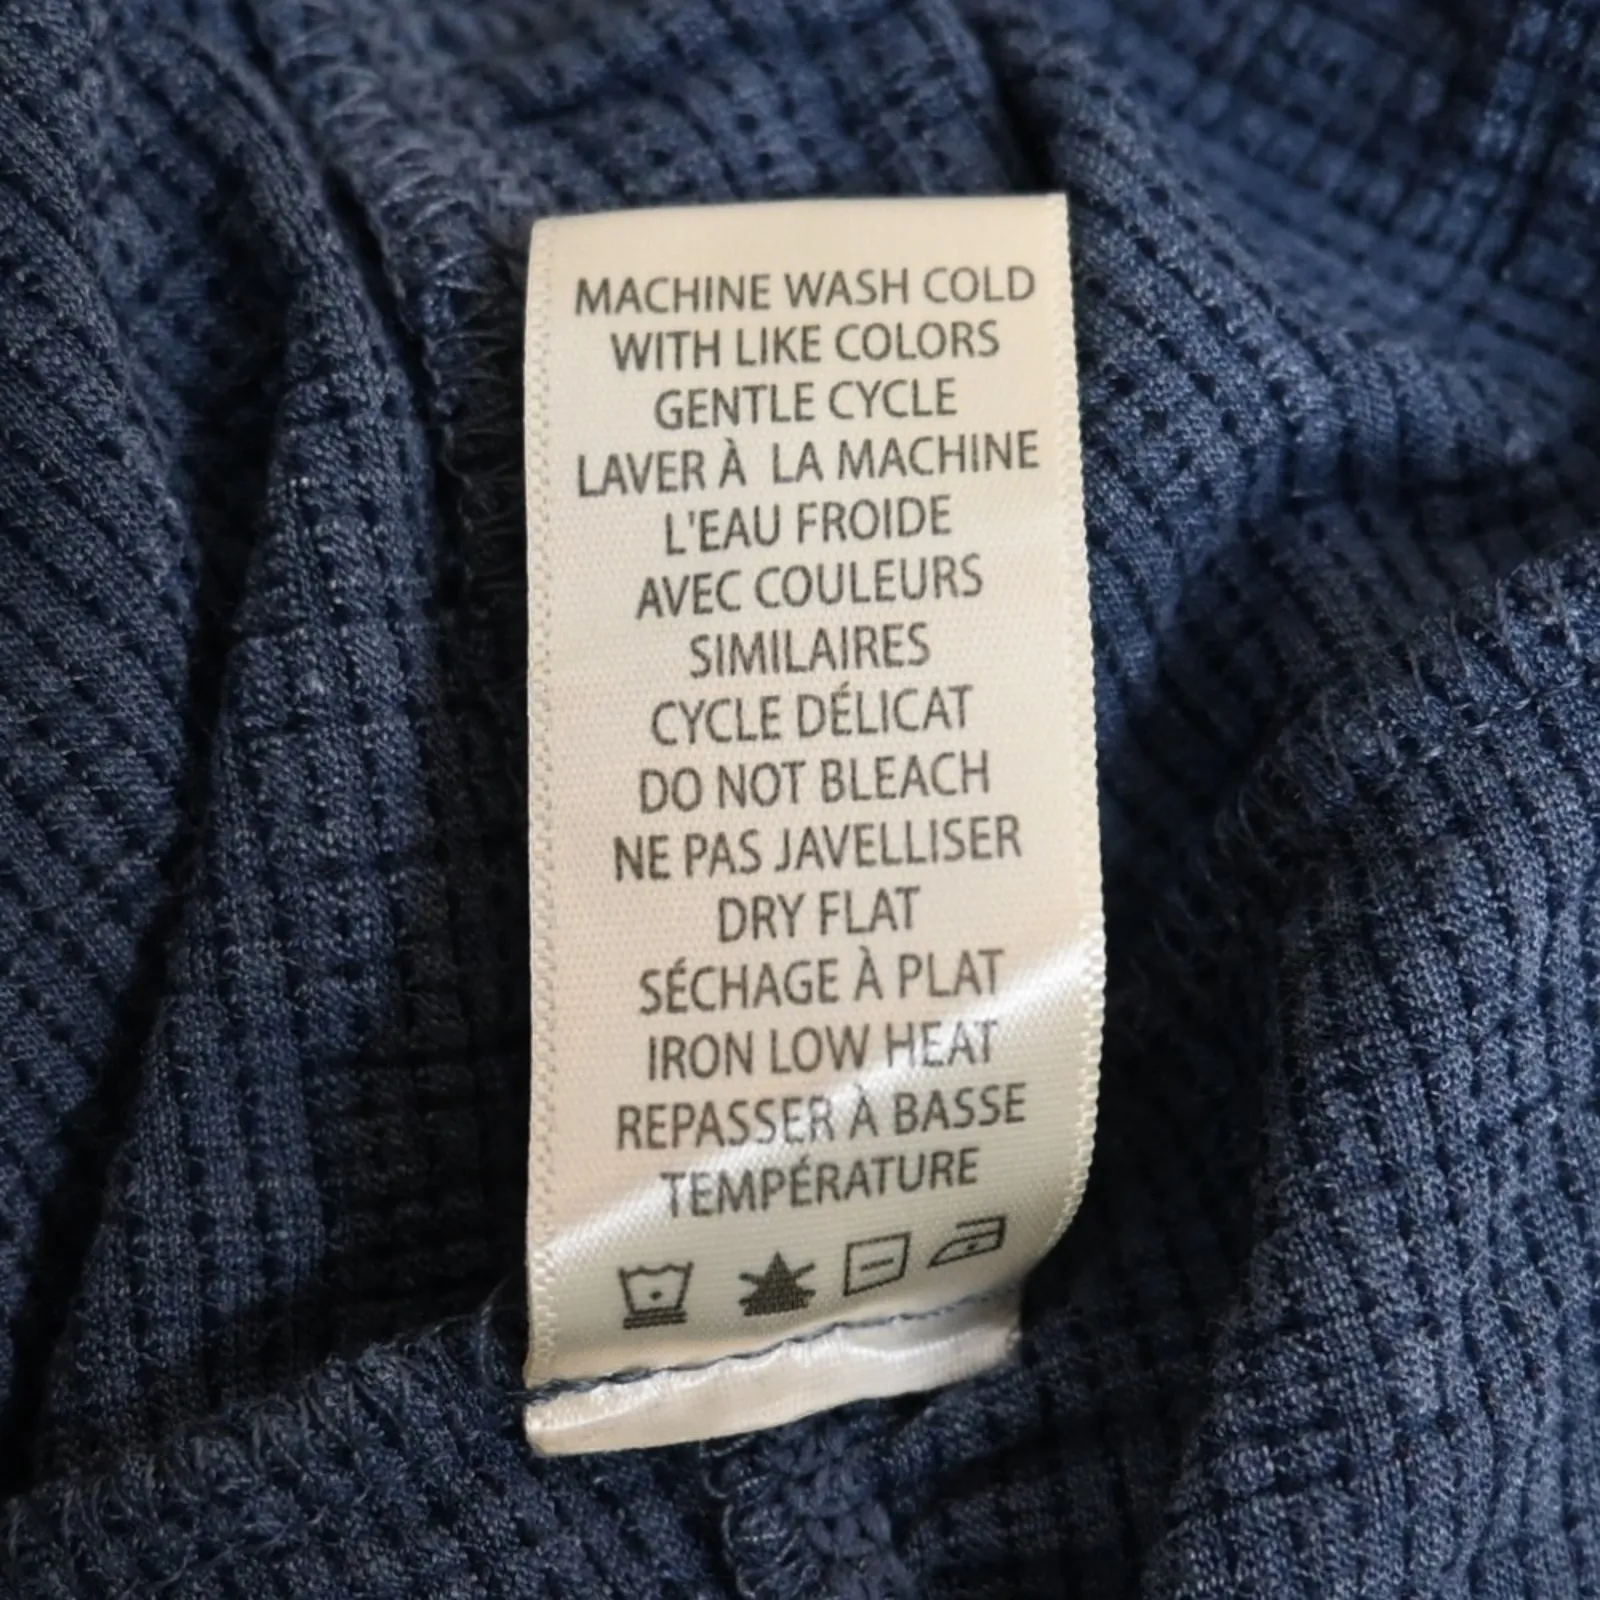 MACHINE WASH COLD
WITH LIKE COLORS
GENTLE CYCLE
LAVER À LA MACHINE
L'EAU FROIDE
AVEC COULEURS
SIMILAIRES
CYCLE DÉLICAT
DO NOT BLEACH
NE PAS JAVELLISER
DRY FLAT
SÉCHAGE À PLAT
IRON LOW HEAT
REPASSER À BASSE
TEMPÉRATURE